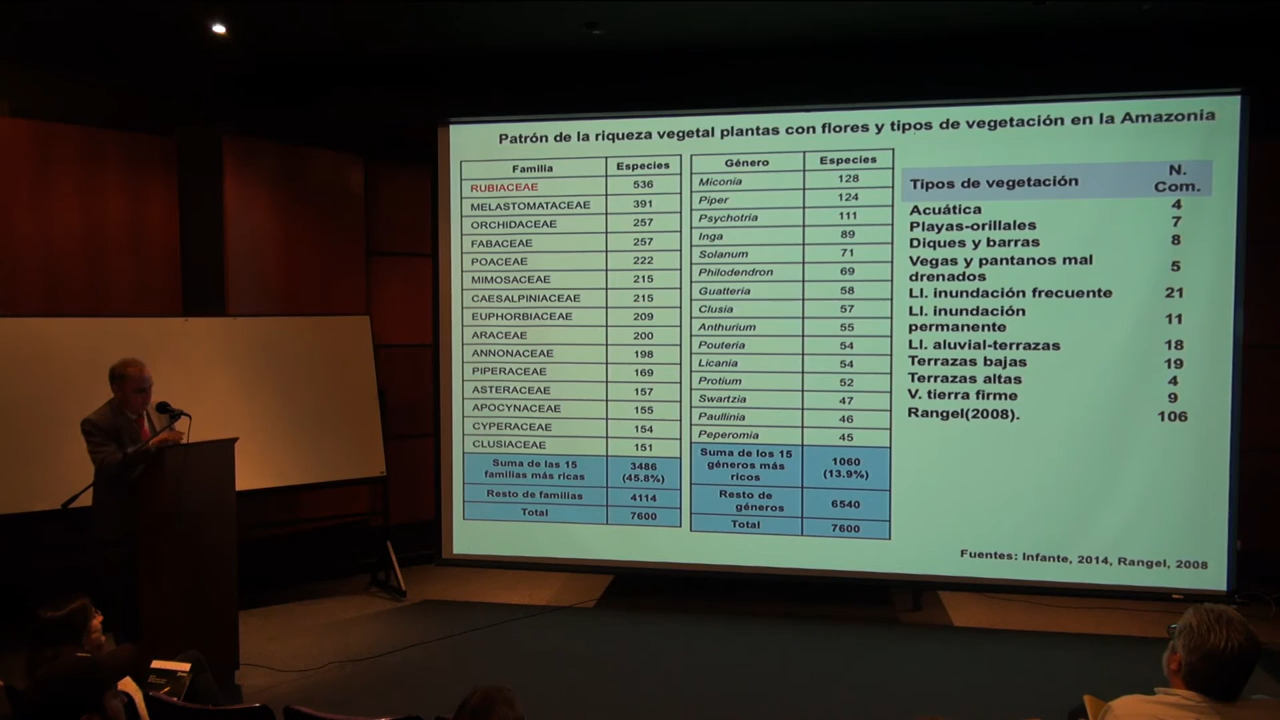 Patrón de la riqueza vegetal plantas con flores y tipos de vegetación en la Amazonia
Familia Especies
RUBIACEAE 536
MELASTOMATACEAE 391
ORCHIDACEAE 257
FABACEAE 257
POACEAE 222
MIMOSACEAE 215
CAESALPINIACEAE 215
EUPHORBIACEAE 209
ARACEAE 200
ANNONACEAE 198
PIPERACEAE 169
ASTERACEAE 157
APOCYNACEAE 155
CYPERACEAE 154
CLUSIACEAE 151
Suma de las 15 familias más ricas 3486 (45.8%)
Resto de familias 4114
Total 7600
Género Especies
Miconia 128
Piper 124
Psychotria 111
Inga 89
Solanum 71
Philodendron 69
Guatteria 58
Clusia 57
Anthurium 55
Pouteria 54
Licania 54
Protium 52
Swartzia 47
Paullinia 46
Peperomia 45
Suma de los 15 géneros más ricos 1060 (13.9%)
Resto de géneros 6540
Total 7600
Tipos de vegetación N. Com.
Acuática 4
Playas-orillales 7
Diques y barras 8
Vegas y pantanos mal drenados 5
Ll. inundación frecuente 21
Ll. inundación permanente 11
Ll. aluvial-terrazas 18
Terrazas bajas 19
Terrazas altas 4
V. tierra firme 9
Rangel(2008). 106
Fuentes: Infante, 2014, Rangel, 2008